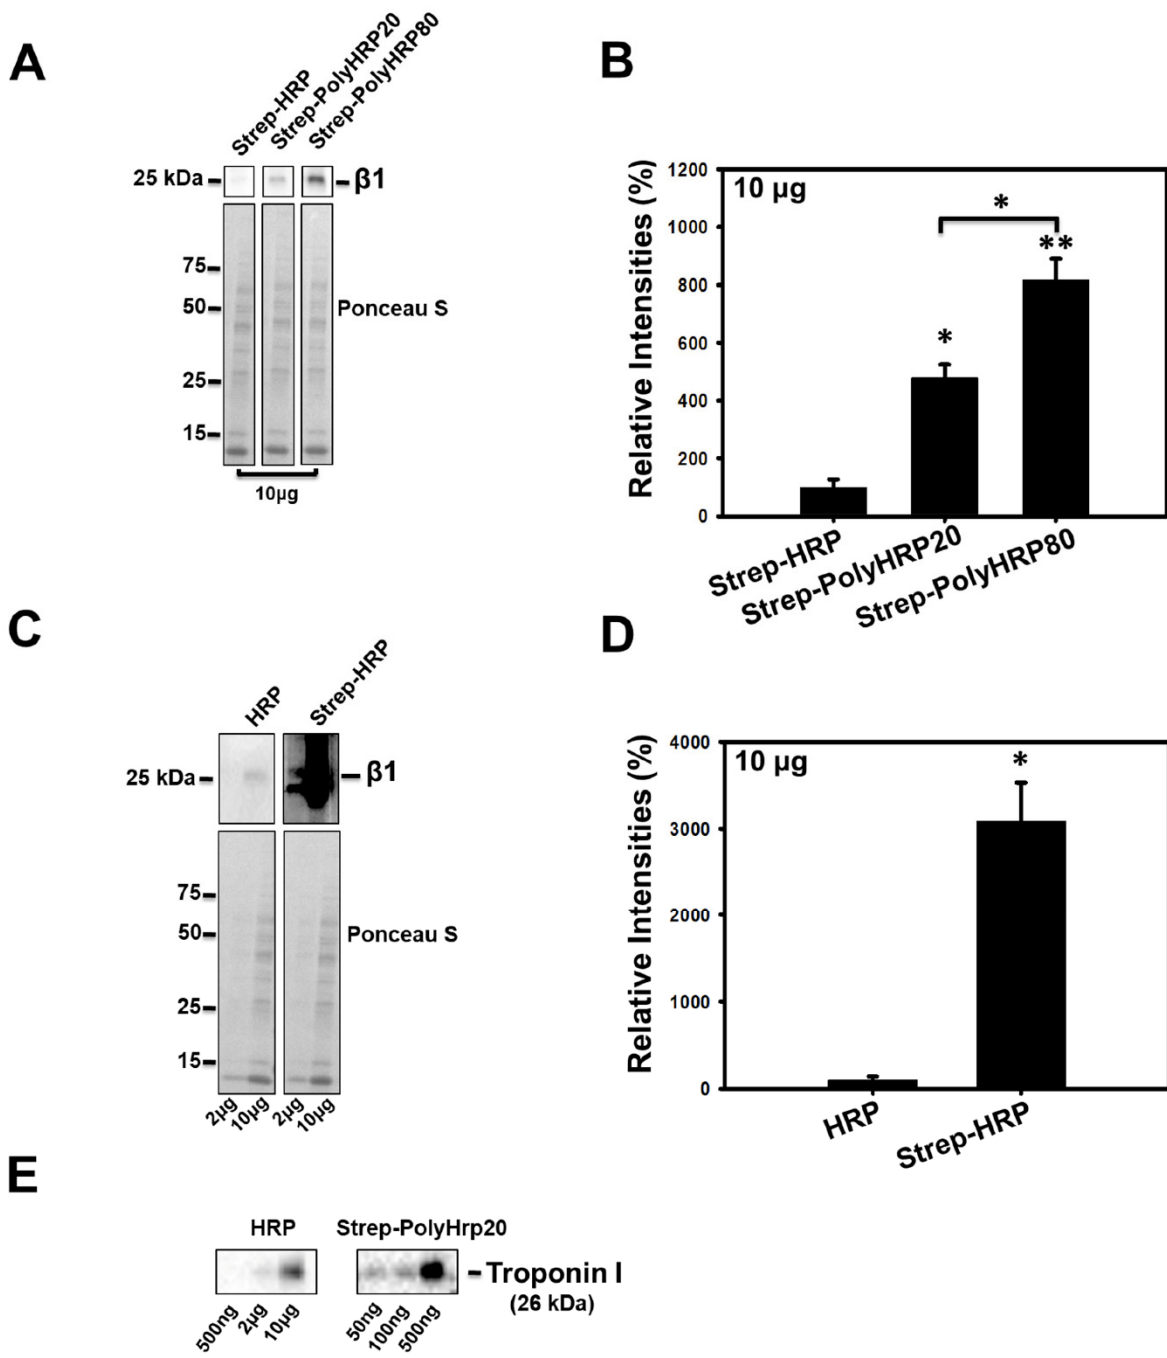 A
Strep-HRP
Strep-PolyHRP20
Strep-PolyHRP80
25 kDa
β1
75
50
25
15
Ponceau S
10µg
B
10 µg
Relative Intensities (%)
1200
1000
800
600
400
200
0
*
**
*
Strep-HRP
Strep-PolyHRP20
Strep-PolyHRP80
C
HRP
Strep-HRP
25 kDa
β1
75
50
25
15
Ponceau S
2µg 10µg 2µg 10µg
D
10 µg
Relative Intensities (%)
4000
3000
2000
1000
0
*
HRP
Strep-HRP
E
HRP Strep-PolyHrp20
Troponin I
(26 kDa)
500ng 2µg 10µg 50ng 100ng 500ng